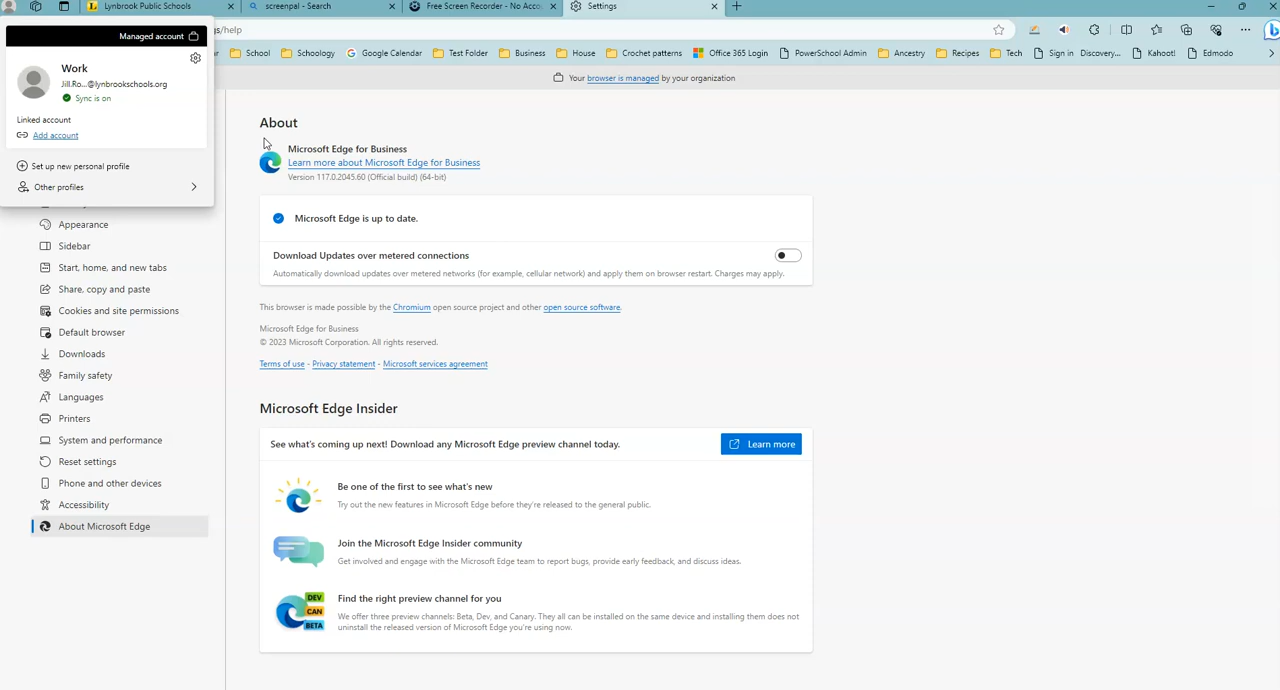 Lynbrook Public Schools
screenpal - Search
Free Screen Recorder - No Acco
Settings
gs/help
School
Schoology
Google Calendar
Test Folder
Business
House
Crochet patterns
Office 365 Login
PowerSchool Admin
Ancestry
Recipes
Tech
Sign in
Discovery...
Kahoot!
Edmodo
Your browser is managed by your organization
Managed account
Work
Jill.Ro...@lynbrookschools.org
Sync is on
Linked account
Add account
Set up new personal profile
Other profiles
Appearance
Sidebar
Start, home, and new tabs
Share, copy and paste
Cookies and site permissions
Default browser
Downloads
Family safety
Languages
Printers
System and performance
Reset settings
Phone and other devices
Accessibility
About Microsoft Edge
About
Microsoft Edge for Business
Learn more about Microsoft Edge for Business
Version 117.0.2045.60 (Official build) (64-bit)
Microsoft Edge is up to date.
Download Updates over metered connections
Automatically download updates over metered networks (for example, cellular network) and apply them on browser restart. Charges may apply.
This browser is made possible by the Chromium open source project and other open source software.
Microsoft Edge for Business
© 2023 Microsoft Corporation. All rights reserved.
Terms of use - Privacy statement - Microsoft services agreement
Microsoft Edge Insider
See what's coming up next! Download any Microsoft Edge preview channel today.
Learn more
Be one of the first to see what's new
Try out the new features in Microsoft Edge before they're released to the general public.
Join the Microsoft Edge Insider community
Get involved and engage with the Microsoft Edge team to report bugs, provide early feedback, and discuss ideas.
DEV
CAN
BETA
Find the right preview channel for you
We offer three preview channels: Beta, Dev, and Canary. They all can be installed on the same device and installing them does not
uninstall the released version of Microsoft Edge you're using now.